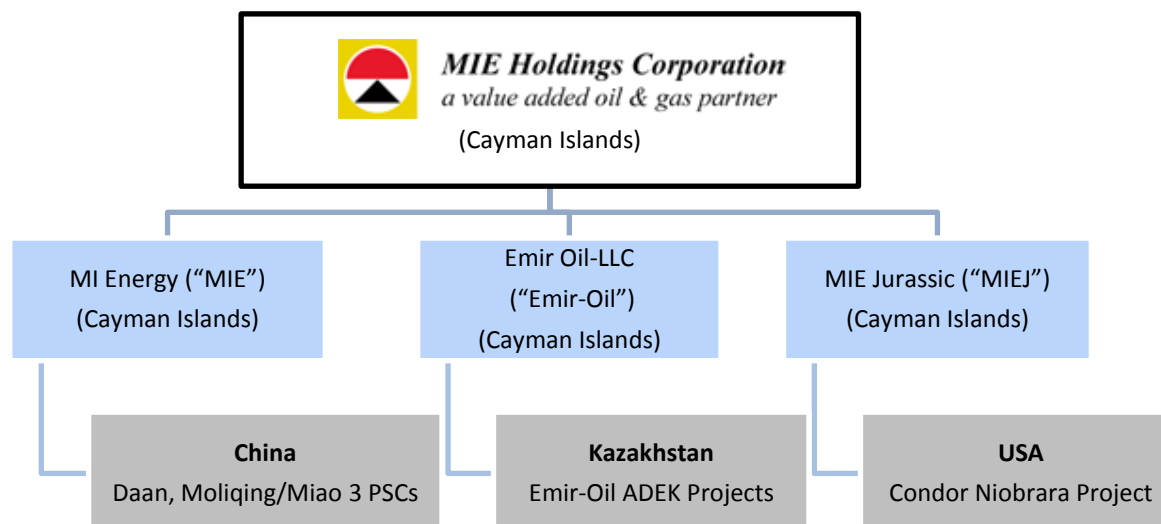 MIE Holdings Corporation
a value added oil & gas partner
(Cayman Islands)
MI Energy (“MIE”)
(Cayman Islands)
Emir Oil-LLC
(“Emir-Oil”)
(Cayman Islands)
MIE Jurassic (“MIEJ”)
(Cayman Islands)
China
Daan, Moliqing/Miao 3 PSCs
Kazakhstan
Emir-Oil ADEK Projects
USA
Condor Niobrara Project